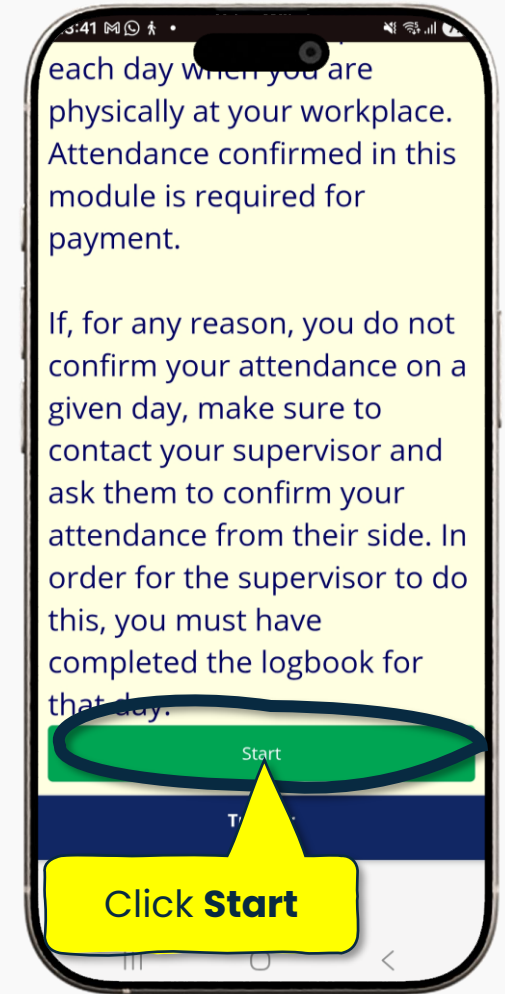 3:41
each day when you are
physically at your workplace.
Attendance confirmed in this
module is required for
payment.
If, for any reason, you do not
confirm your attendance on a
given day, make sure to
contact your supervisor and
ask them to confirm your
attendance from their side. In
order for the supervisor to do
this, you must have
completed the logbook for
that day.
Start
Click Start